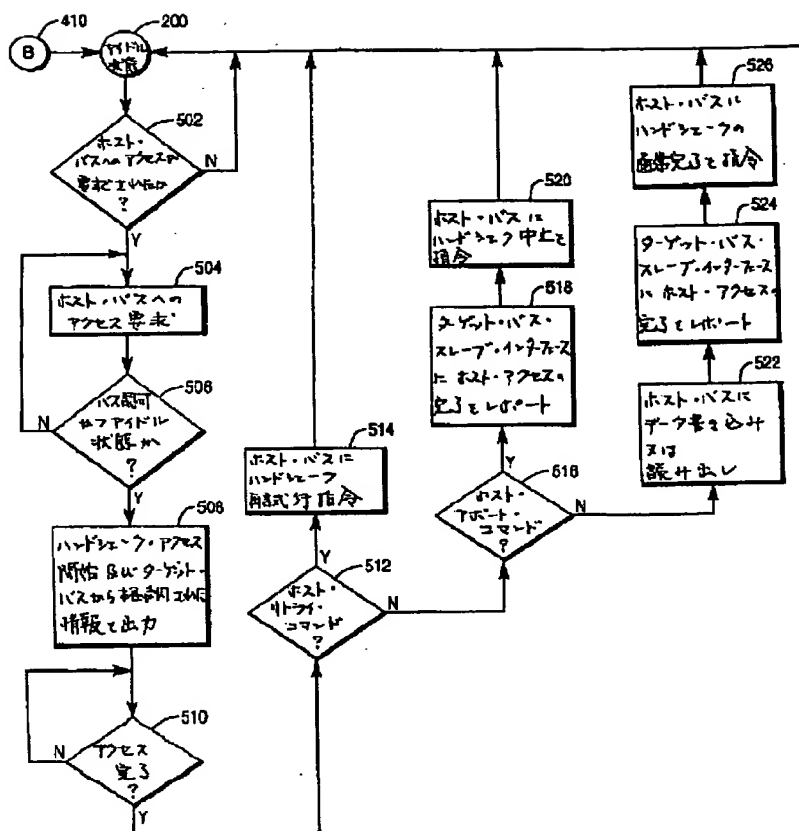 410
B
200
アイドル
状態
502
ホスト・
バスへのアクセスが
要求されたか
?
N
Y
504
ホスト・バスへの
アクセス要求
506
バス認可
かつアイドル
状態か
?
N
Y
508
ハンドシェーク・アクセス
開始及びターゲット・
バスから
情報を出力
510
アクセス
完了
?
N
Y
512
ホスト・
リトライ・
コマンド
?
Y
N
514
ホスト・バスに
ハンドシェーク
再試行指令
516
ホスト・
アボート・
コマンド
?
Y
N
518
ターゲット・バス・
スレーブ・インターフェース
にホスト・アクセスの
完了をレポート
520
ホスト・バスに
ハンドシェーク中止を
指令
522
ホスト・バスに
データ書き込み
又は
読み出し
524
ターゲット・バス・
スレーブ・インターフェース
にホスト・アクセスの
完了をレポート
526
ホスト・バスに
ハンドシェークの
完了を指令